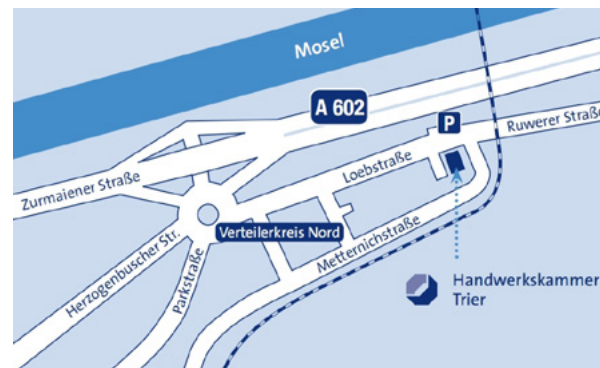 Mosel
A 602
P
Ruwerer Straße
Loebstraße
Zurmaiener Straße
Verteilerkreis Nord
Metternichstraße
Herzogenbuscher Str.
Parkstraße
Handwerkskammer
Trier